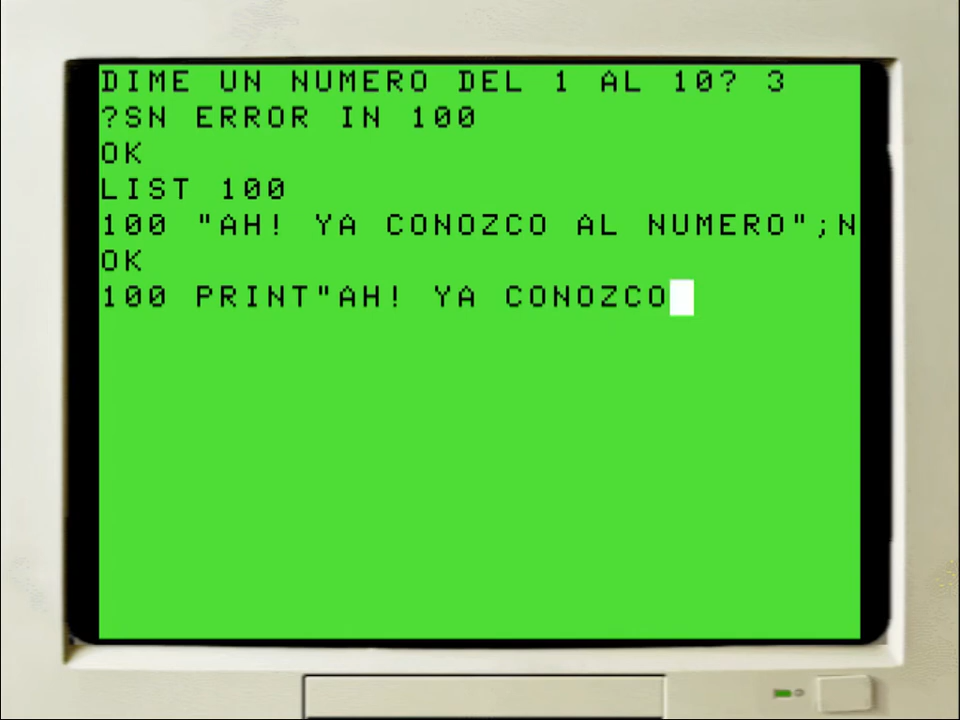 DIME UN NUMERO DEL 1 AL 10? 3
?SN ERROR IN 100
OK
LIST 100
100 "AH! YA CONOZCO AL NUMERO";N
OK
100 PRINT"AH! YA CONOZCO